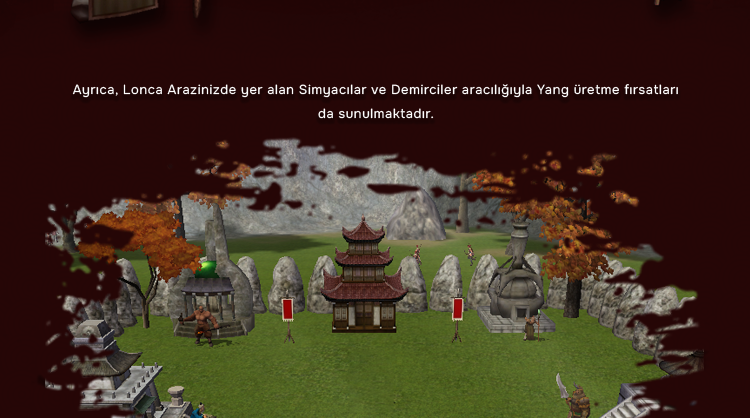 Ayrıca, Lonca Arazinizde yer alan Simyacılar ve Demirciler aracılığıyla Yang üretme fırsatları
da sunulmaktadır.